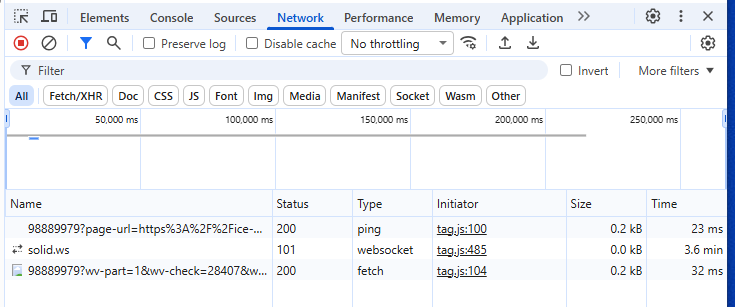 Elements Console Sources Network Performance Memory Application
Preserve log Disable cache No throttling
Filter Invert More filters
All Fetch/XHR Doc CSS JS Font Img Media Manifest Socket Wasm Other
50,000 ms 100,000 ms 150,000 ms 200,000 ms 250,000 ms
Name Status Type Initiator Size Time
98889979?page-url=https%3A%2F%2Fice-... 200 ping tag.js:100 0.2 kB 23 ms
solid.ws 101 websocket tag.js:485 0.0 kB 3.6 min
98889979?wv-part=1&wv-check=28407&w... 200 fetch tag.js:104 0.2 kB 32 ms